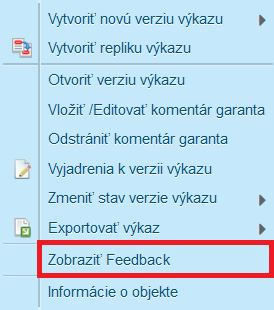 Vytvoriť novú verziu výkazu
Vytvoriť repliku výkazu
Otvoriť verziu výkazu
Vložiť /Editovať komentár garanta
Odstrániť komentár garanta
Vyjadrenia k verzii výkazu
Zmeniť stav verzie výkazu
Exportovať výkaz
Zobraziť Feedback
Informácie o objekte